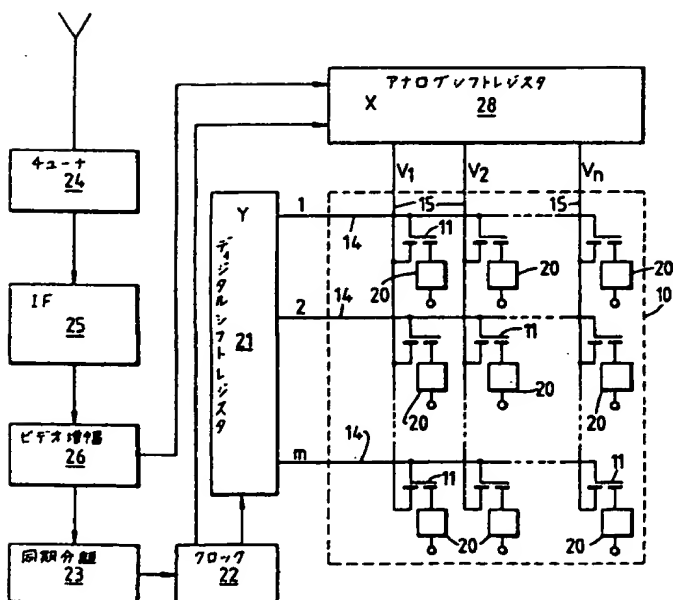 アナログシフトレジスタ
X
28
チューナ
24
V1
V2
Vn
Y
ディジタルシフトレジスタ
21
1
15
15
14
11
20
20
20
10
IF
25
2
14
11
20
20
20
ビデオ増幅器
26
m
14
11
11
20
20
同期分離
23
クロック
22